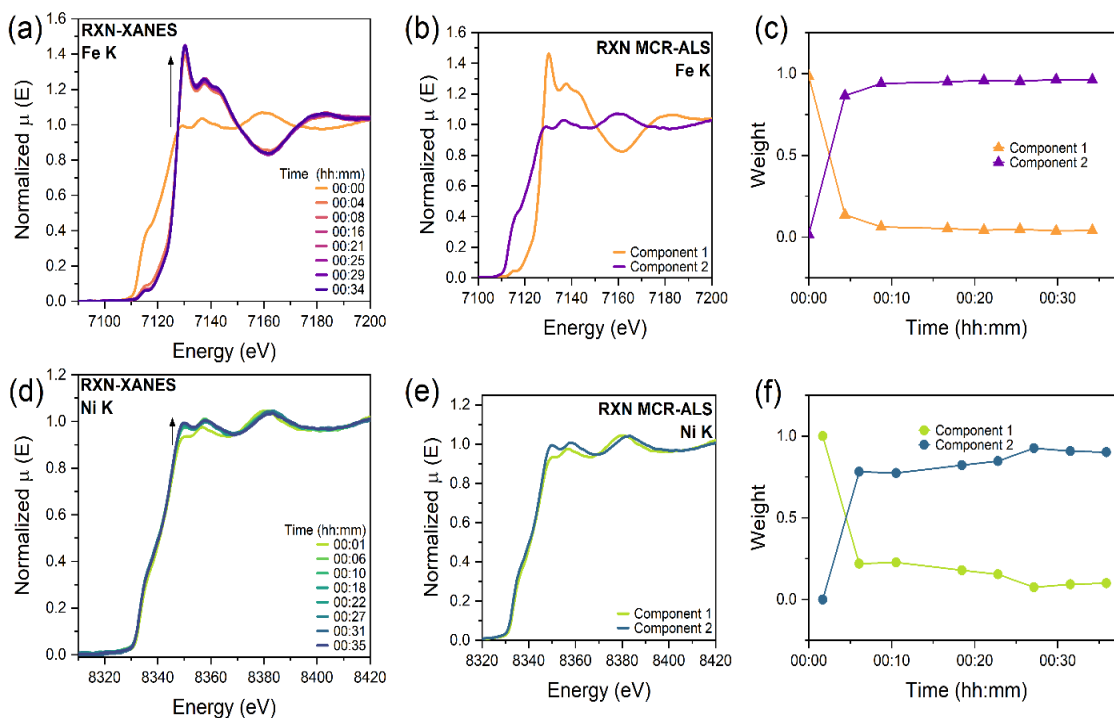 (a)
RXN-XANES
Fe K
Normalized μ (E)
1.6
1.4
1.2
1.0
0.8
0.6
0.4
0.2
0.0
Time (hh:mm)
00:00
00:04
00:08
00:16
00:21
00:25
00:29
00:34
7120
7140
7160
7180
7200
Energy (eV)
(b)
RXN MCR-ALS
Fe K
Normalized μ (E)
1.6
1.4
1.2
1.0
0.8
0.6
0.4
0.2
0.0
Component 1
Component 2
7100
7120
7140
7160
7180
7200
Energy (eV)
(c)
Weight
1.0
0.5
0.0
Component 1
Component 2
00:00
00:10
00:20
00:30
Time (hh:mm)
(d)
RXN-XANES
Ni K
Normalized μ (E)
1.2
1.0
0.8
0.6
0.4
0.2
0.0
Time (hh:mm)
00:01
00:06
00:10
00:18
00:22
00:27
00:31
00:35
8320
8340
8360
8380
8400
8420
Energy (eV)
(e)
RXN MCR-ALS
Ni K
Normalized μ (E)
1.2
1.0
0.8
0.6
0.4
0.2
0.0
Component 1
Component 2
8320
8340
8360
8380
8400
8420
Energy (eV)
(f)
Weight
1.0
0.5
0.0
Component 1
Component 2
00:00
00:10
00:20
00:30
Time (hh:mm)